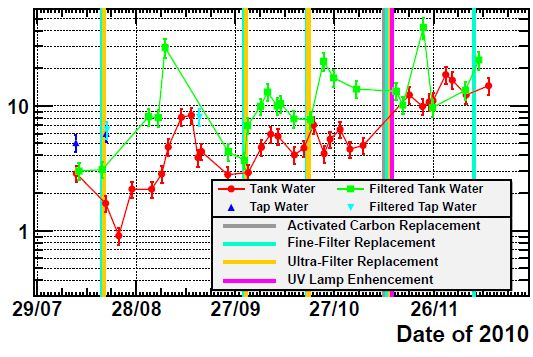 10
1
Tank Water Filtered Tank Water
Tap Water Filtered Tap Water
Activated Carbon Replacement
Fine-Filter Replacement
Ultra-Filter Replacement
UV Lamp Enhencement
29/07 28/08 27/09 27/10 26/11
Date of 2010